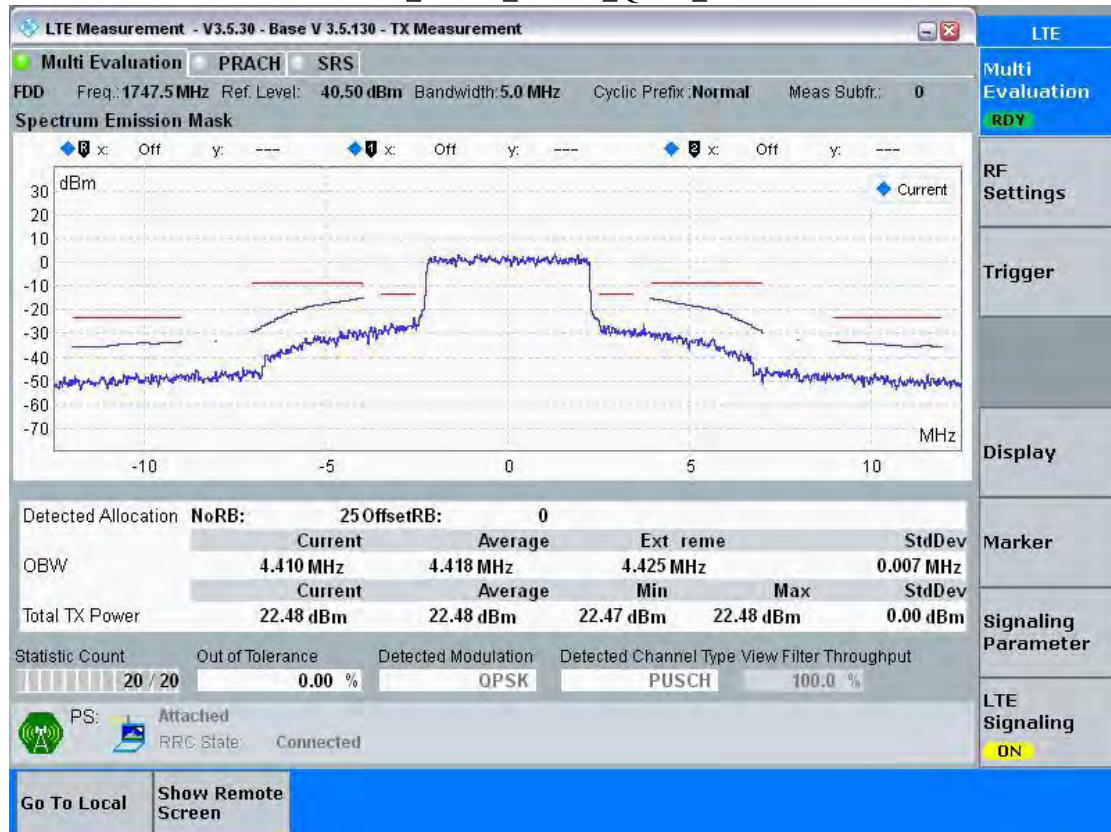 LTE Measurement - V3.5.30 - Base V 3.5.130 - TX Measurement
LTE
Multi Evaluation PRACH SRS
FDD Freq.:1747.5 MHz Ref. Level: 40.50 dBm Bandwidth:5.0 MHz Cyclic Prefix :Normal Meas Subfr.: 0
Spectrum Emission Mask
R x: Off y: --- 1 x: Off y: --- 2 x: Off y: ---
dBm
Current
30
20
10
0
-10
-20
-30
-40
-50
-60
-70
MHz
-10 -5 0 5 10
Detected Allocation NoRB: 25 OffsetRB: 0
Current Average Ext reme StdDev
OBW 4.410 MHz 4.418 MHz 4.425 MHz 0.007 MHz
Current Average Min Max StdDev
Total TX Power 22.48 dBm 22.48 dBm 22.47 dBm 22.48 dBm 0.00 dBm
Statistic Count Out of Tolerance Detected Modulation Detected Channel Type View Filter Throughput
20 / 20 0.00 % QPSK PUSCH 100.0 %
PS: Attached
RRC State: Connected
Multi
Evaluation
RDY
RF
Settings
Trigger
Display
Marker
Signaling
Parameter
LTE
Signaling
ON
Go To Local
Show Remote
Screen